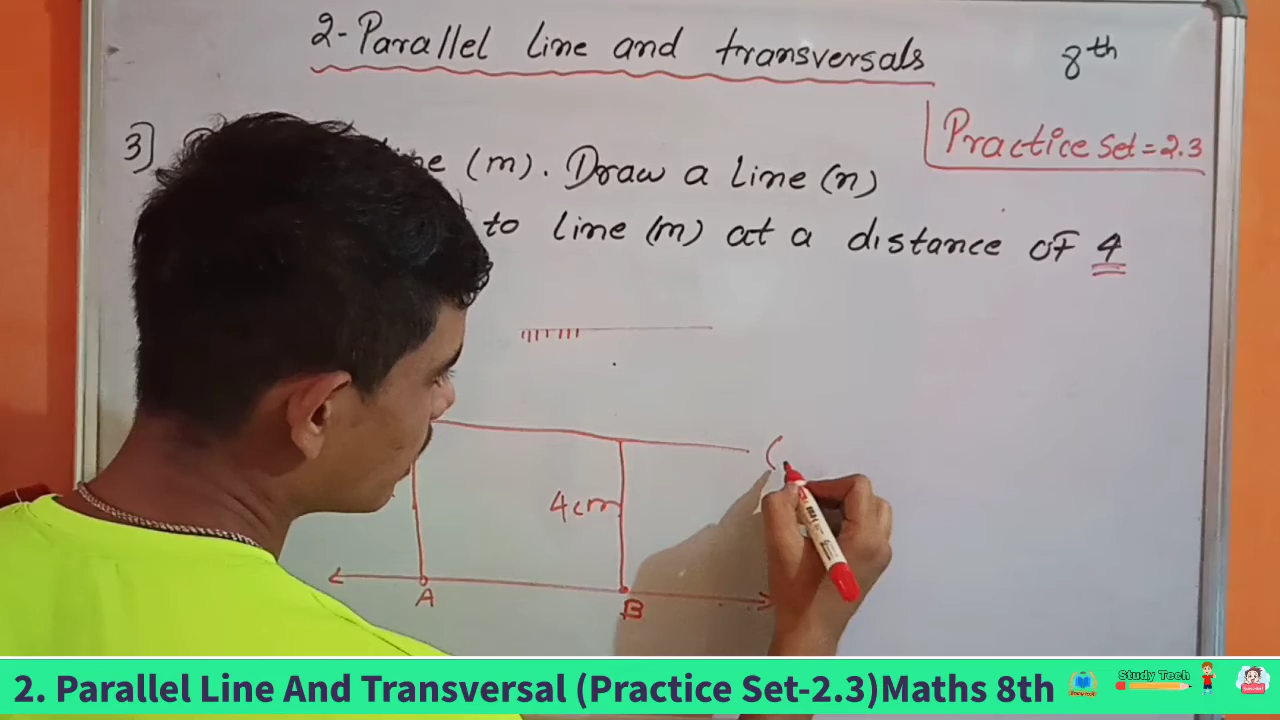 2-Parallel line and transversals
8th
Practice Set = 2.3
3] (m). Draw a line (n)
to line (m) at a distance of 4
4cm
A
B
2. Parallel Line And Transversal (Practice Set-2.3)Maths 8th
Study Tech